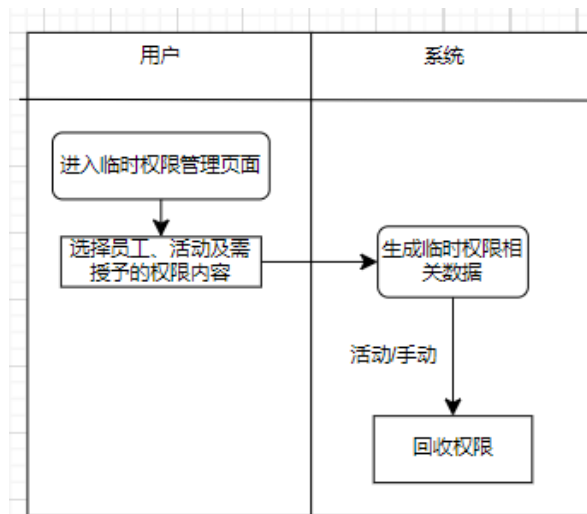 用户
系统
进入临时权限管理页面
选择员工、活动及需
授予的权限内容
生成临时权限相
关数据
活动/手动
回收权限